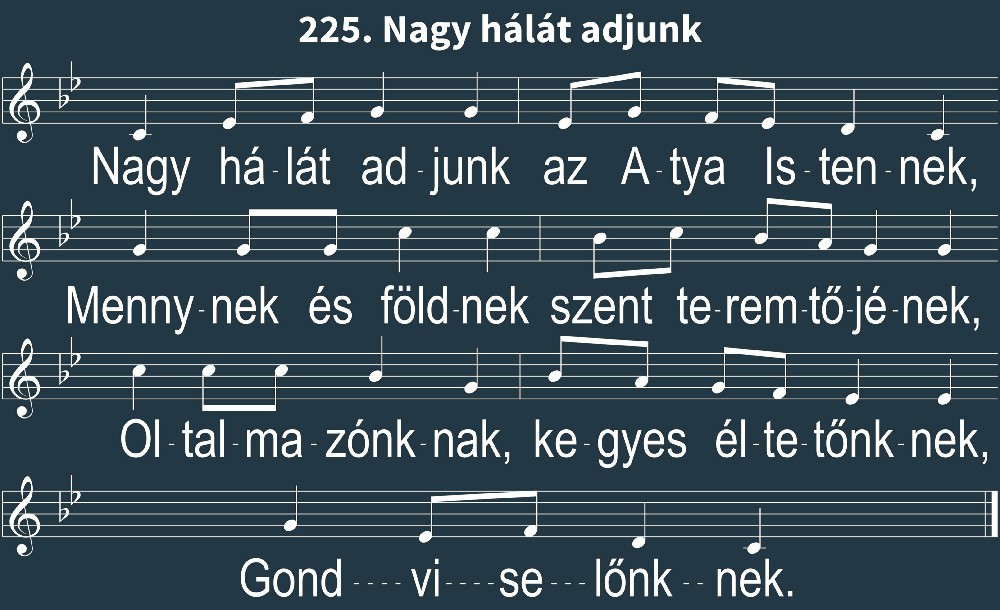 225. Nagy hálát adjunk
Nagy há-lát ad-junk az A-tya Is-ten-nek,
Menny-nek és föld-nek szent te-rem-tő-jé-nek,
Ol-tal-ma-zónk-nak, ke-gyes él-te-tőnk-nek,
Gond----vi----se---lőnk--nek.